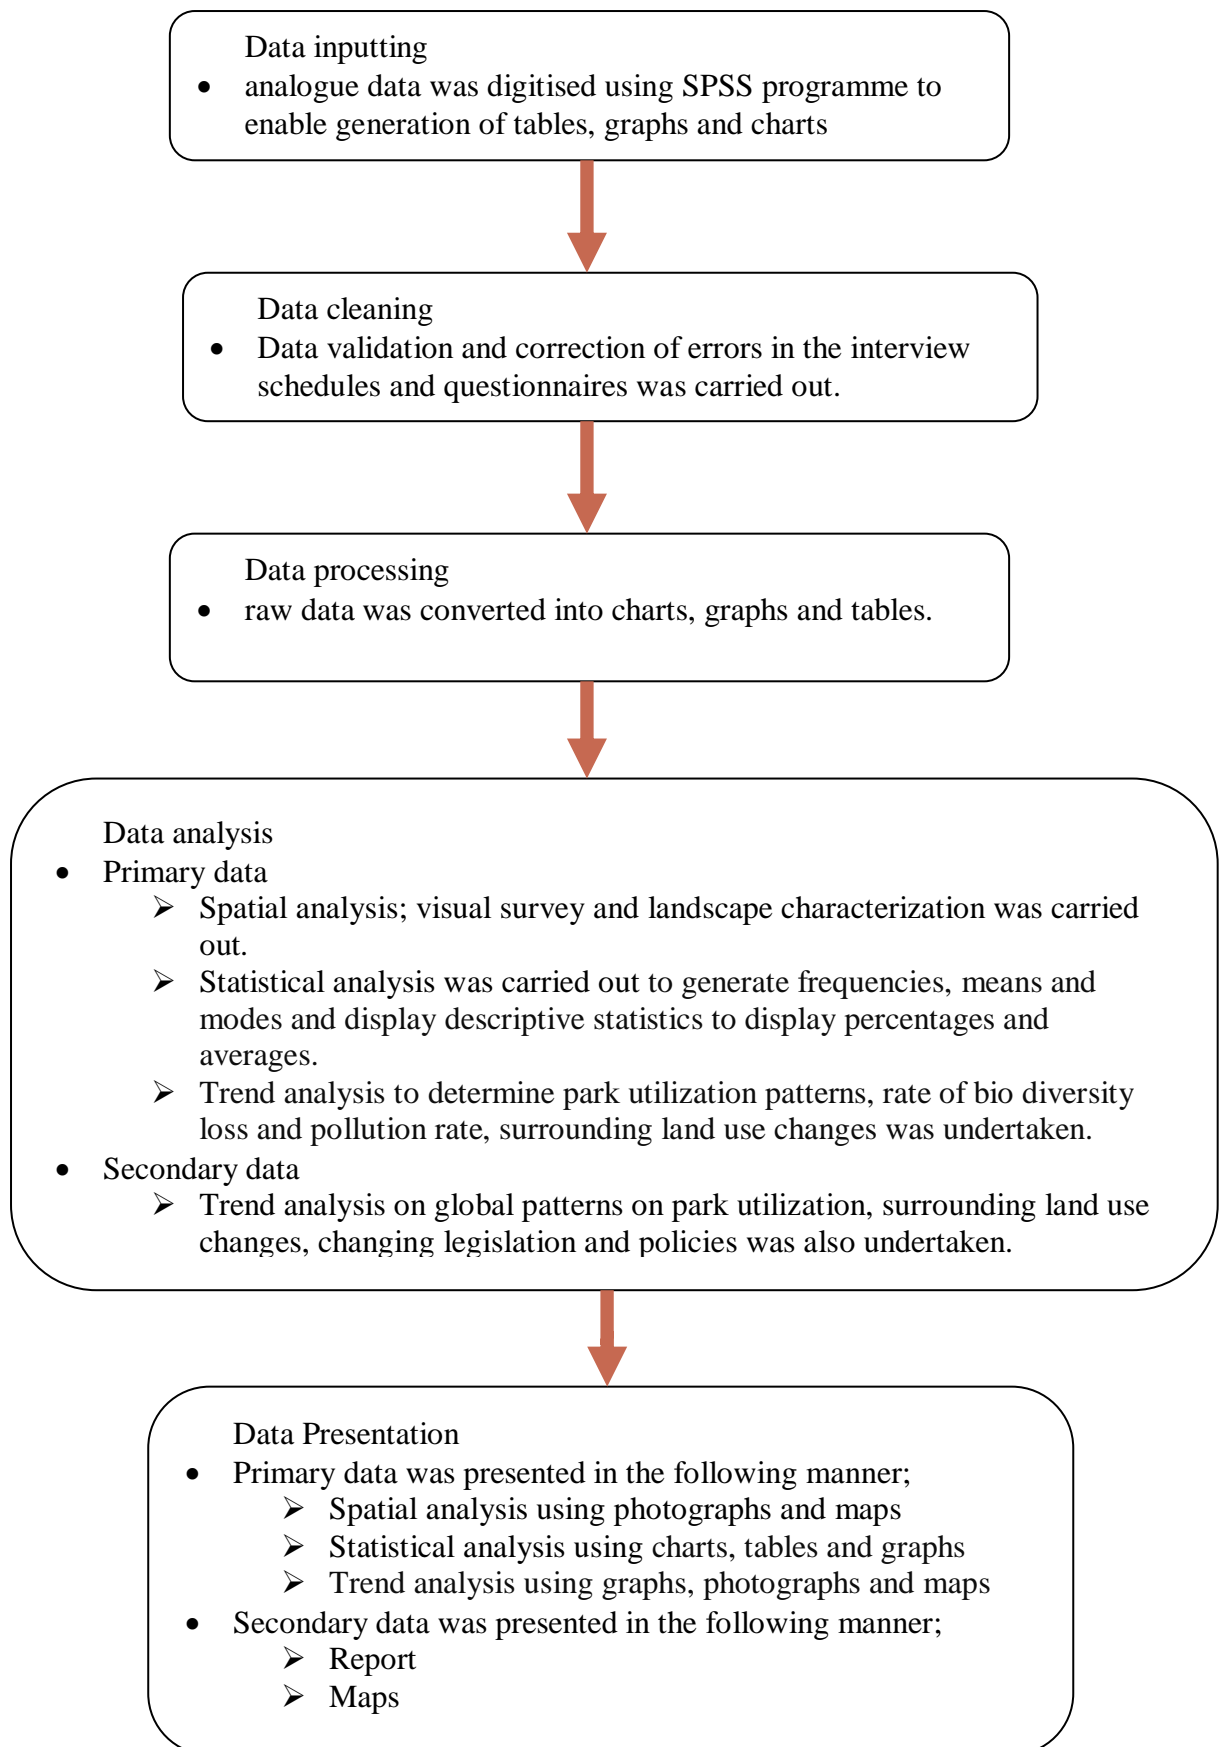 Data inputting
• analogue data was digitised using SPSS programme to
enable generation of tables, graphs and charts
Data cleaning
• Data validation and correction of errors in the interview
schedules and questionnaires was carried out.
Data processing
• raw data was converted into charts, graphs and tables.
Data analysis
• Primary data
➢ Spatial analysis; visual survey and landscape characterization was carried
out.
➢ Statistical analysis was carried out to generate frequencies, means and
modes and display descriptive statistics to display percentages and
averages.
➢ Trend analysis to determine park utilization patterns, rate of bio diversity
loss and pollution rate, surrounding land use changes was undertaken.
• Secondary data
➢ Trend analysis on global patterns on park utilization, surrounding land use
changes, changing legislation and policies was also undertaken.
Data Presentation
• Primary data was presented in the following manner;
➢ Spatial analysis using photographs and maps
➢ Statistical analysis using charts, tables and graphs
➢ Trend analysis using graphs, photographs and maps
• Secondary data was presented in the following manner;
➢ Report
➢ Maps